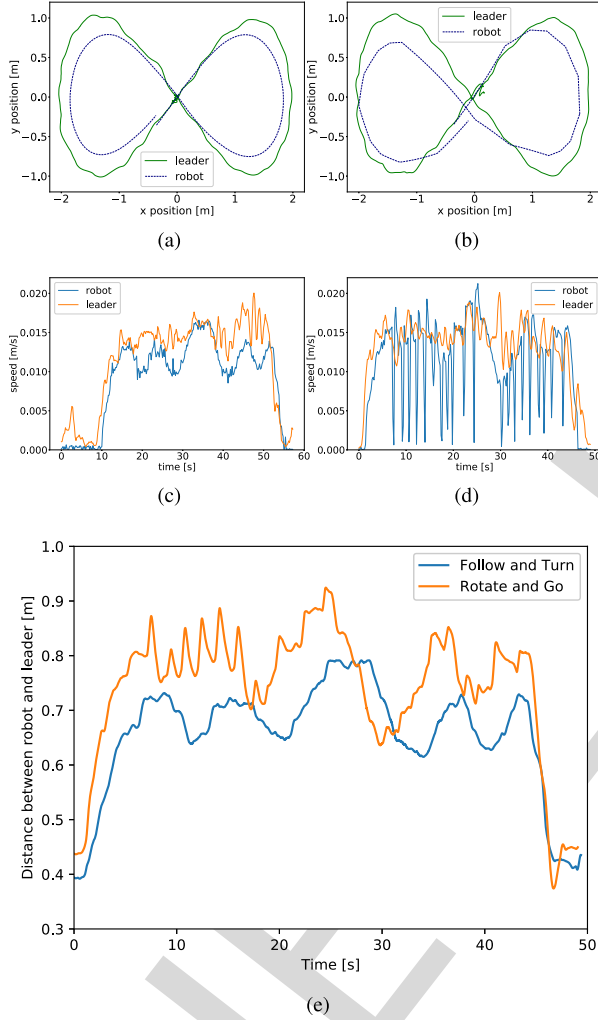 1.0
0.5
0.0
−0.5
−1.0
y position [m]
−2
−1
0
1
2
x position [m]
leader
robot
(a)
1.0
0.5
0.0
−0.5
−1.0
y position [m]
−2
−1
0
1
2
x position [m]
leader
robot
(b)
0.020
0.015
0.010
0.005
0.000
speed [m/s]
0
10
20
30
40
50
60
time [s]
robot
leader
(c)
0.020
0.015
0.010
0.005
0.000
speed [m/s]
0
10
20
30
40
50
time [s]
robot
leader
(d)
1.0
0.9
0.8
0.7
0.6
0.5
0.4
0.3
Distance between robot and leader [m]
0
10
20
30
40
50
Time [s]
Follow and Turn
Rotate and Go
(e)